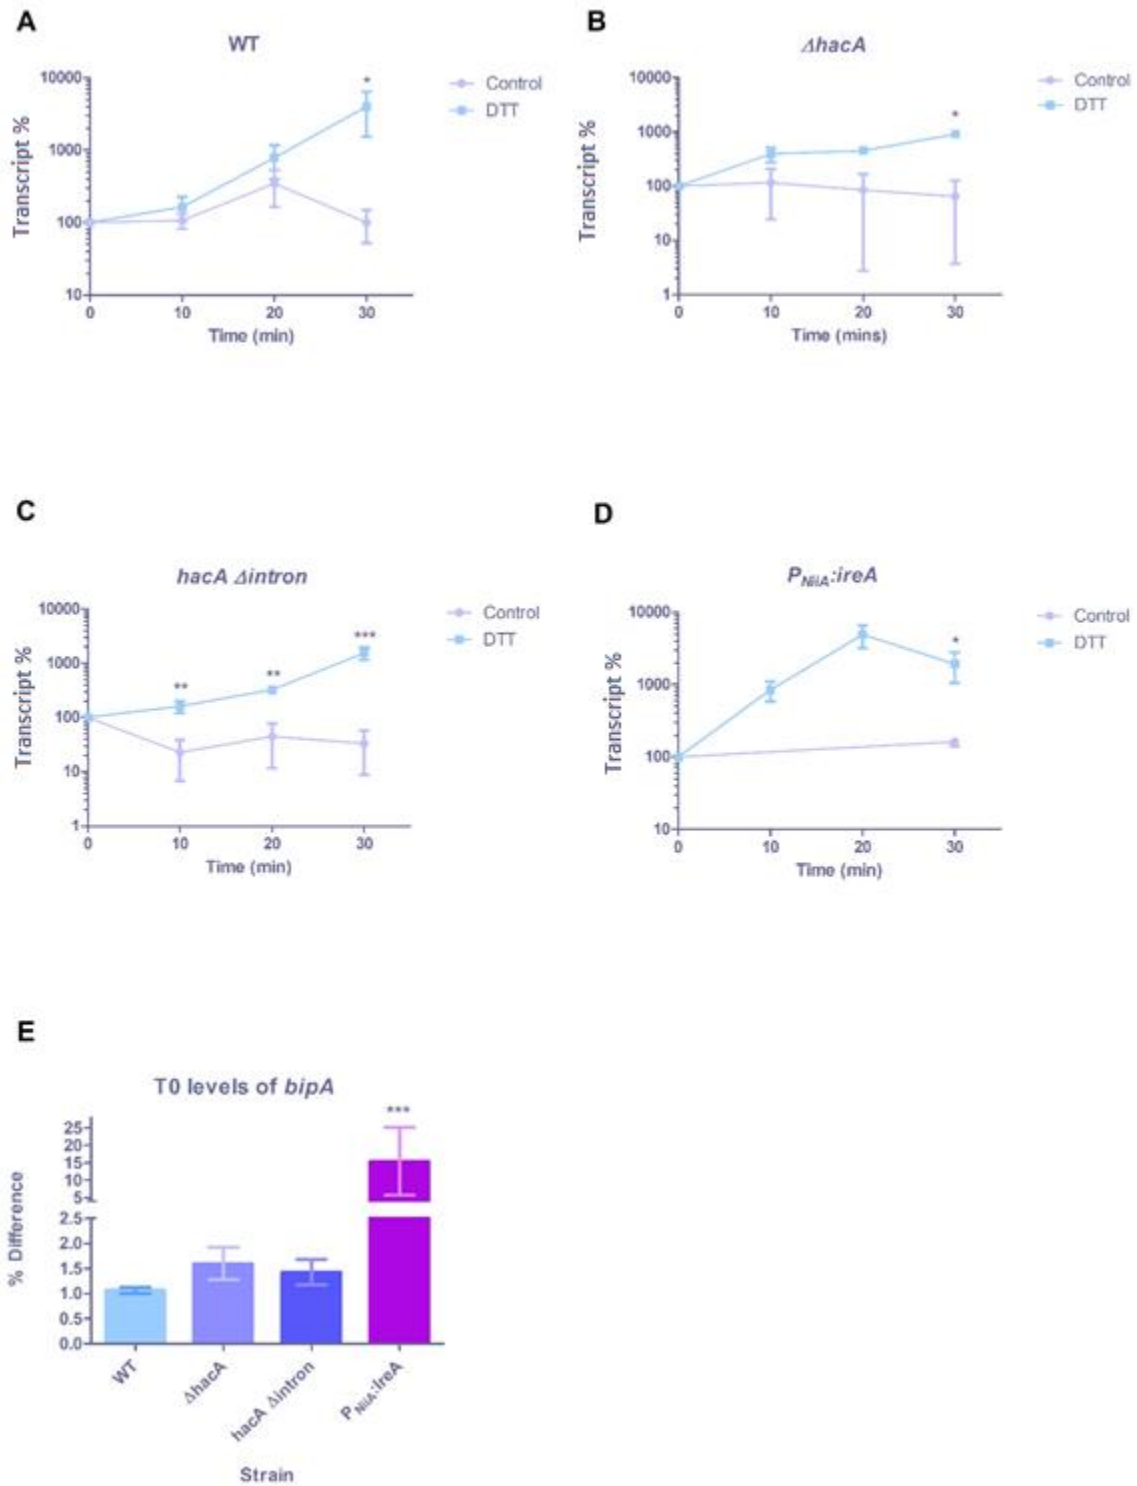 A
WT
10000
1000
100
10
Transcript %
0 10 20 30
Time (min)
*
Control
DTT
B
ΔhacA
10000
1000
100
10
1
Transcript %
0 10 20 30
Time (mins)
*
Control
DTT
C
hacA Δintron
10000
1000
100
10
1
Transcript %
0 10 20 30
Time (min)
** ** ***
Control
DTT
D
PNiiA:ireA
10000
1000
100
10
Transcript %
0 10 20 30
Time (min)
*
Control
DTT
E
T0 levels of bipA
***
25
20
15
10
5
2.5
2.0
1.5
1.0
0.5
0.0
% Difference
WT
ΔhacA
hacA Δintron
PNiiA:IreA
Strain